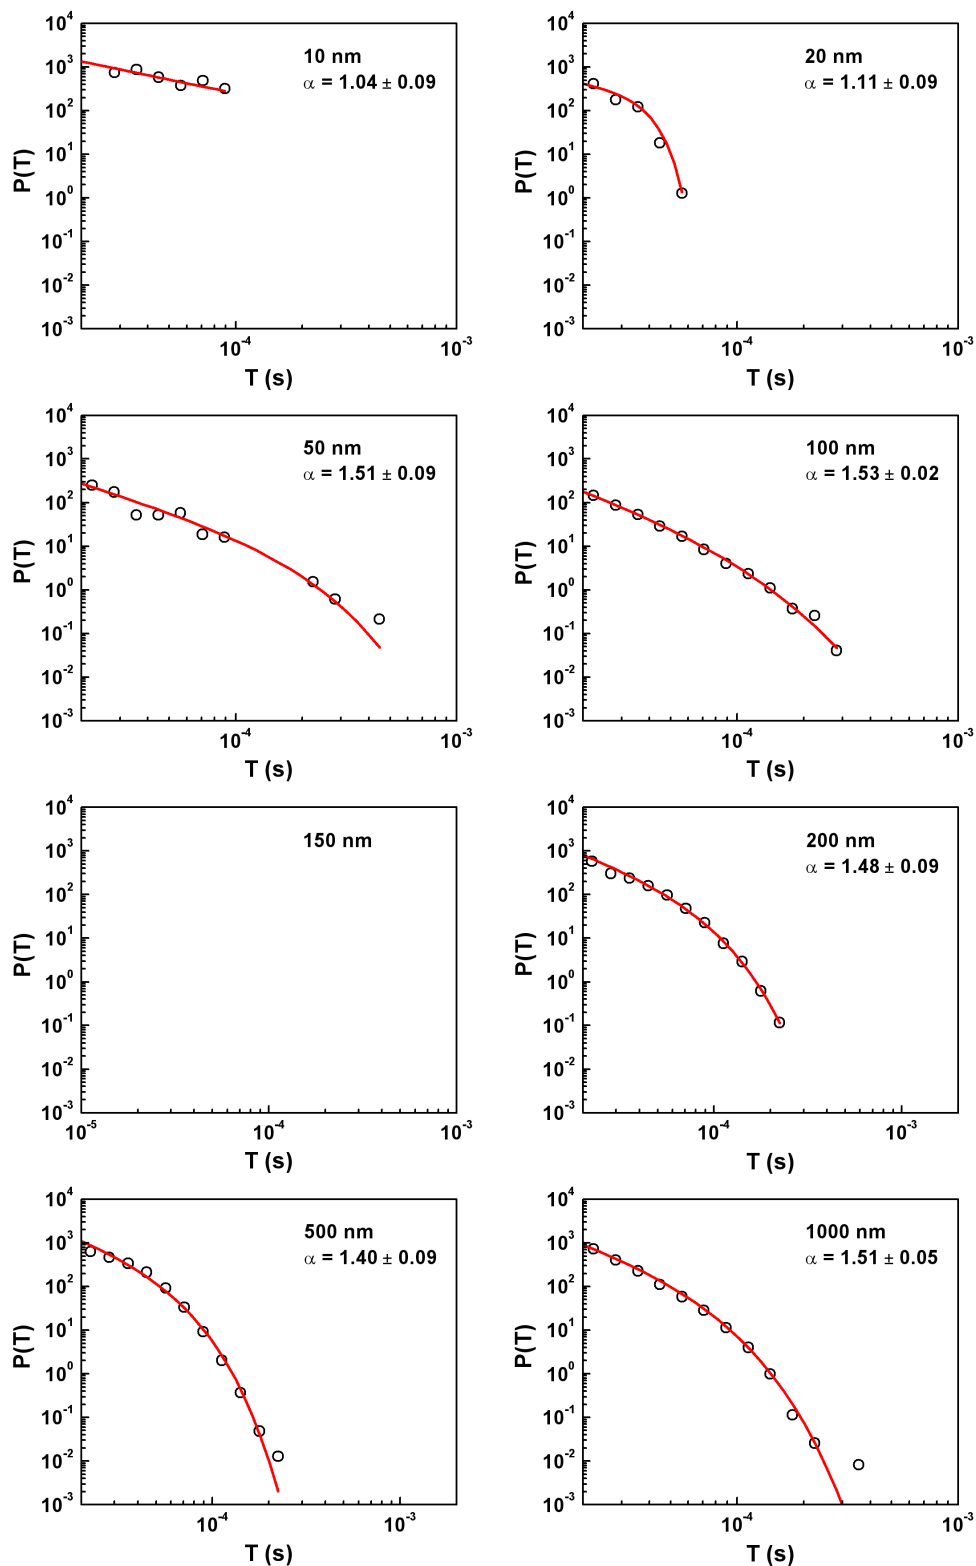 10⁴
10³
10²
10¹
10⁰
10⁻¹
10⁻²
10⁻³
P(T)
10 nm
α = 1.04 ± 0.09
10⁻⁴
10⁻³
T (s)
10⁴
10³
10²
10¹
10⁰
10⁻¹
10⁻²
10⁻³
P(T)
20 nm
α = 1.11 ± 0.09
10⁻⁴
10⁻³
T (s)
10⁴
10³
10²
10¹
10⁰
10⁻¹
10⁻²
10⁻³
P(T)
50 nm
α = 1.51 ± 0.09
10⁻⁴
10⁻³
T (s)
10⁴
10³
10²
10¹
10⁰
10⁻¹
10⁻²
10⁻³
P(T)
100 nm
α = 1.53 ± 0.02
10⁻⁴
10⁻³
T (s)
10⁴
10³
10²
10¹
10⁰
10⁻¹
10⁻²
10⁻³
P(T)
150 nm
10⁻⁵
10⁻⁴
10⁻³
T (s)
10⁴
10³
10²
10¹
10⁰
10⁻¹
10⁻²
10⁻³
P(T)
200 nm
α = 1.48 ± 0.09
10⁻⁴
10⁻³
T (s)
10⁴
10³
10²
10¹
10⁰
10⁻¹
10⁻²
10⁻³
P(T)
500 nm
α = 1.40 ± 0.09
10⁻⁴
10⁻³
T (s)
10⁴
10³
10²
10¹
10⁰
10⁻¹
10⁻²
10⁻³
P(T)
1000 nm
α = 1.51 ± 0.05
10⁻⁴
10⁻³
T (s)